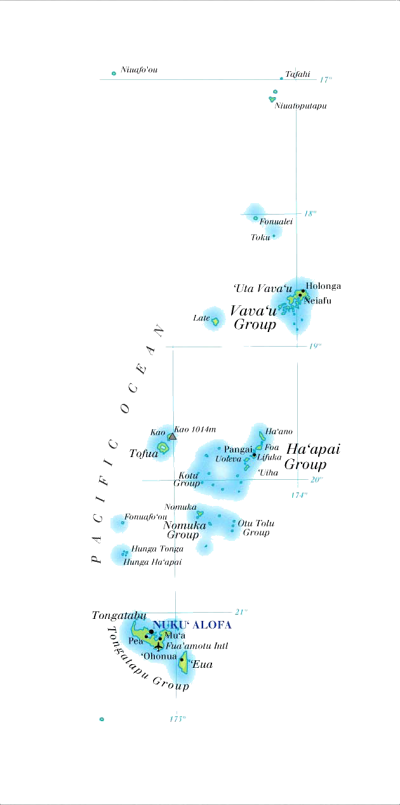 Niuafo'ou
Tafahi
17°
Niuatoputapu
18°
Fonualei
Toku
'Uta Vava'u
Holonga
Neiafu
Late
Vava'u
Group
19°
PACIFIC OCEAN
Kao
Kao 1014m
Tofua
Ha'ano
Foa
Pangai
Lifuka
Uoleva
Ha'apai
Group
'Uiha
Kotu
Group
20°
174°
Nomuka
Fonuafo'ou
Nomuka
Group
Otu Tolu
Group
Hunga Tonga
Hunga Ha'apai
21°
Tongatabu
NUKU' ALOFA
Mu'a
Pea
Fua'amotu Intl
'Ohonua
'Eua
Tongatapu Group
175°